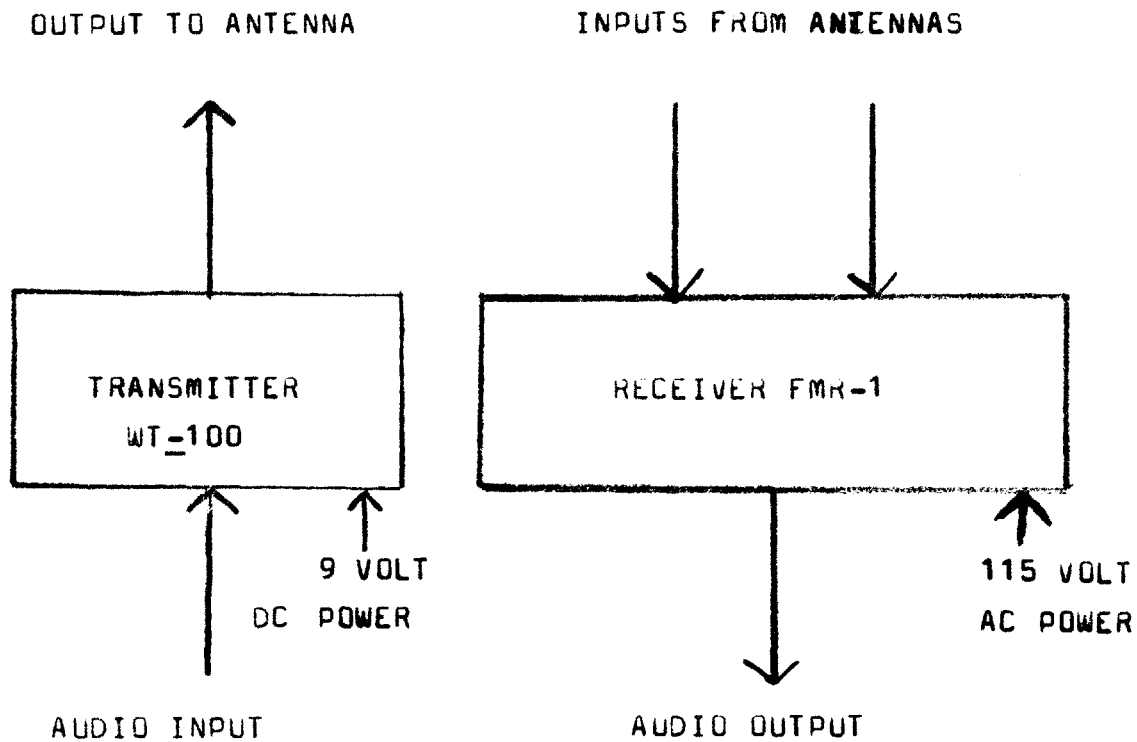 OUTPUT TO ANTENNA
INPUTS FROM ANTENNAS
TRANSMITTER
WT-100
RECEIVER FMR-1
9 VOLT
DC POWER
115 VOLT
AC POWER
AUDIO INPUT
AUDIO OUTPUT